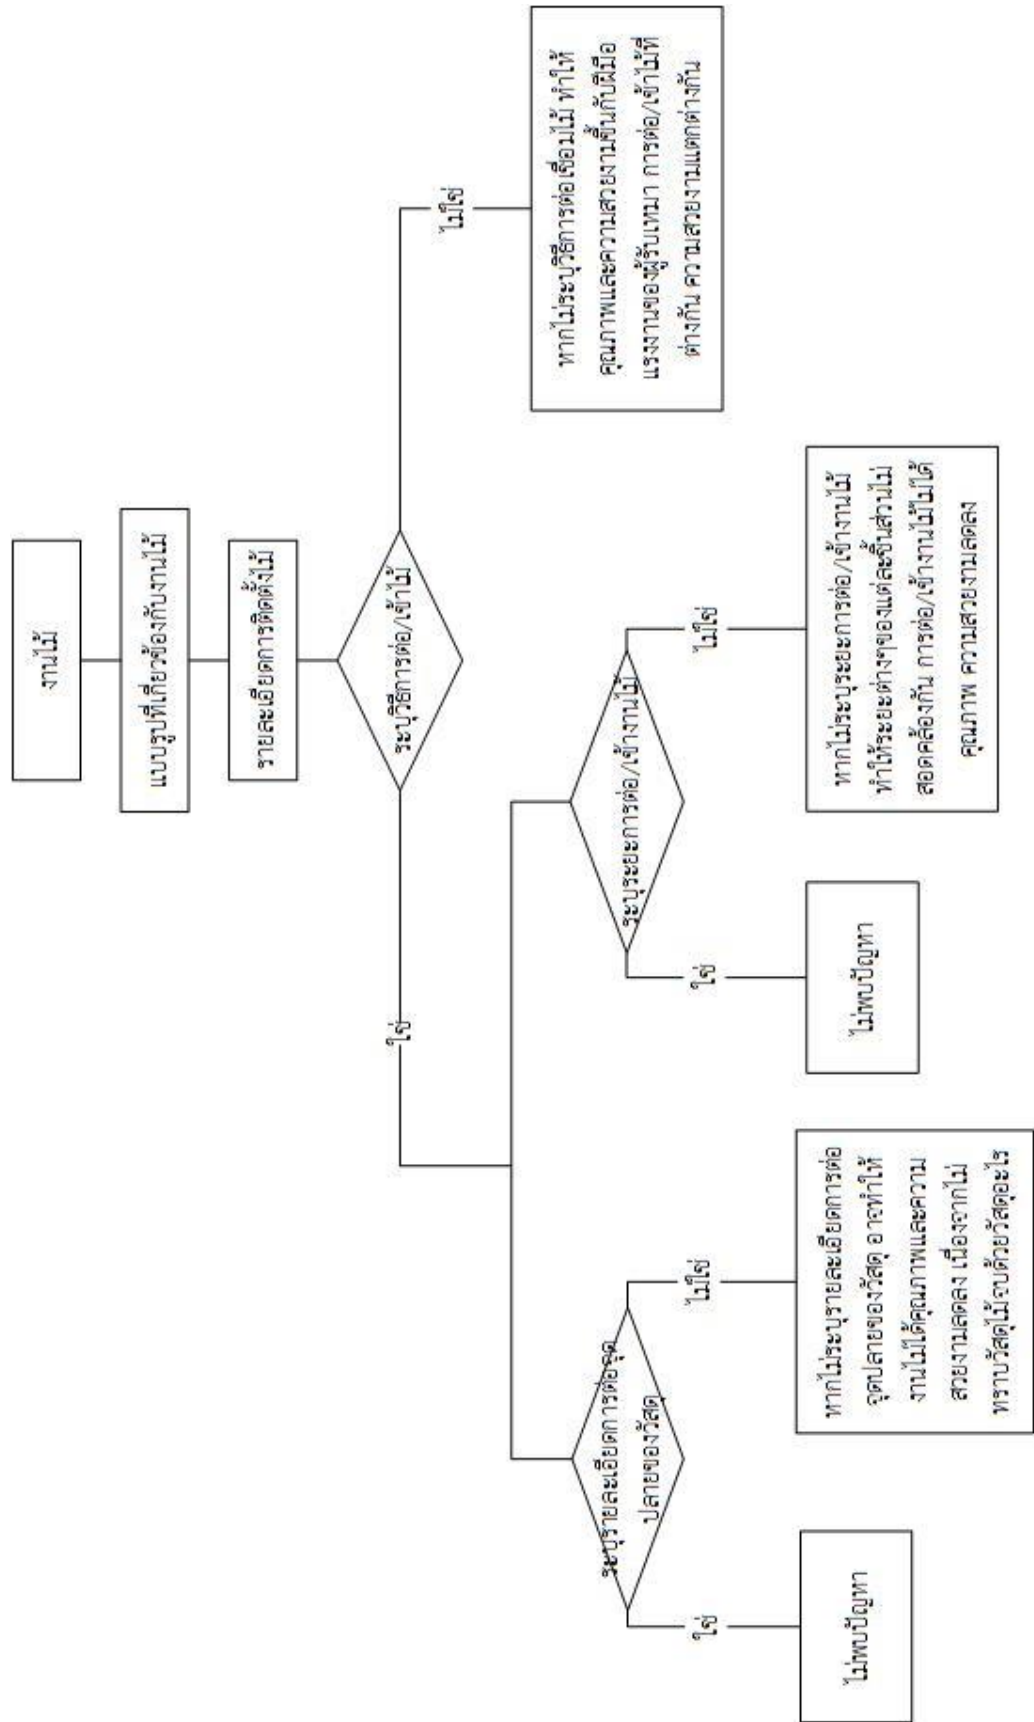 งานไม้
แบบรูปที่เกี่ยวข้องกับงานไม้
รายละเอียดการติดตั้งไม้
ระบุวิธีการต่อ/เข้าไม้
ใช่
ไม่ใช่
ระบุรายละเอียดการต่อจุด
ปลายของวัสดุ
ระบุระยะการต่อ/เข้างานไม้
หากไม่ระบุวิธีการต่อเชื่อมไม้ ทำให้
คุณภาพและความสวยงามขึ้นกับฝีมือ
แรงงานของผู้รับเหมา การต่อ/เข้าไม้ที่
ต่างกัน ความสวยงามแตกต่างกัน
ใช่
ไม่ใช่
ใช่
ไม่ใช่
ไม่พบปัญหา
หากไม่ระบุรายละเอียดการต่อ
จุดปลายของวัสดุ อาจทำให้
งานไม่ได้คุณภาพและความ
สวยงามลดลง เนื่องจากไม่
ทราบวัสดุไม้จบด้วยวัสดุอะไร
ไม่พบปัญหา
หากไม่ระบุระยะการต่อ/เข้างานไม้
ทำให้ระยะต่างๆของแต่ละชิ้นส่วนไม่
สอดคล้องกัน การต่อ/เข้างานไม้ไม่ได้
คุณภาพ ความสวยงามลดลง